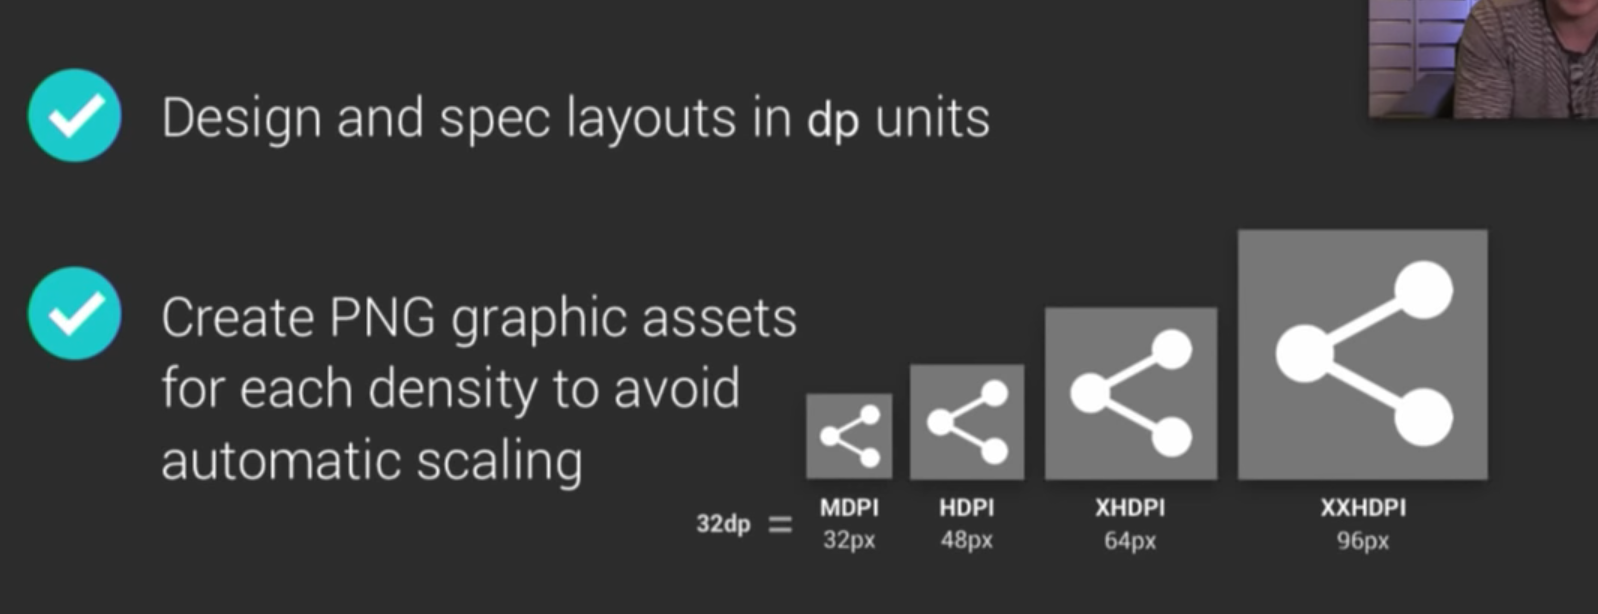 Design and spec layouts in dp units
Create PNG graphic assets
for each density to avoid
automatic scaling
32dp =
MDPI
32px
HDPI
48px
XHDPI
64px
XXHDPI
96px